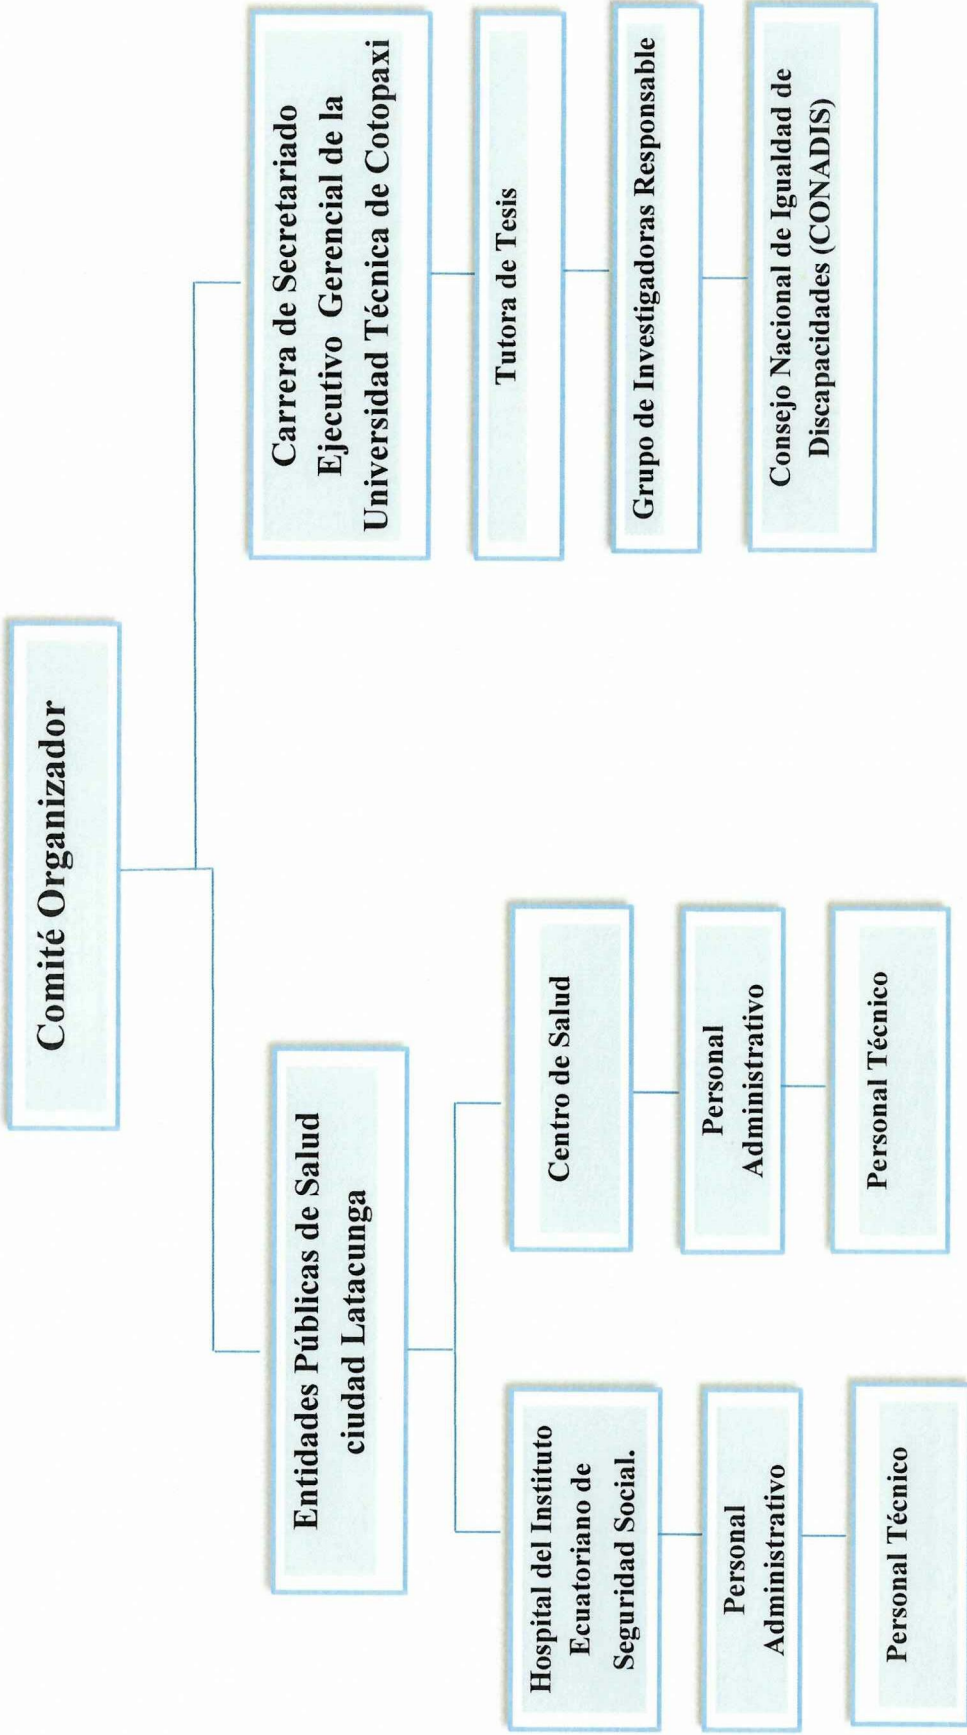 Comité Organizador
Entidades Públicas de Salud
ciudad Latacunga
Hospital del Instituto
Ecuatoriano de
Seguridad Social.
Personal
Administrativo
Personal Técnico
Centro de Salud
Personal
Administrativo
Personal Técnico
Carrera de Secretariado
Ejecutivo Gerencial de la
Universidad Técnica de Cotopaxi
Tutora de Tesis
Grupo de Investigadoras Responsable
Consejo Nacional de Igualdad de
Discapacidades (CONADIS)